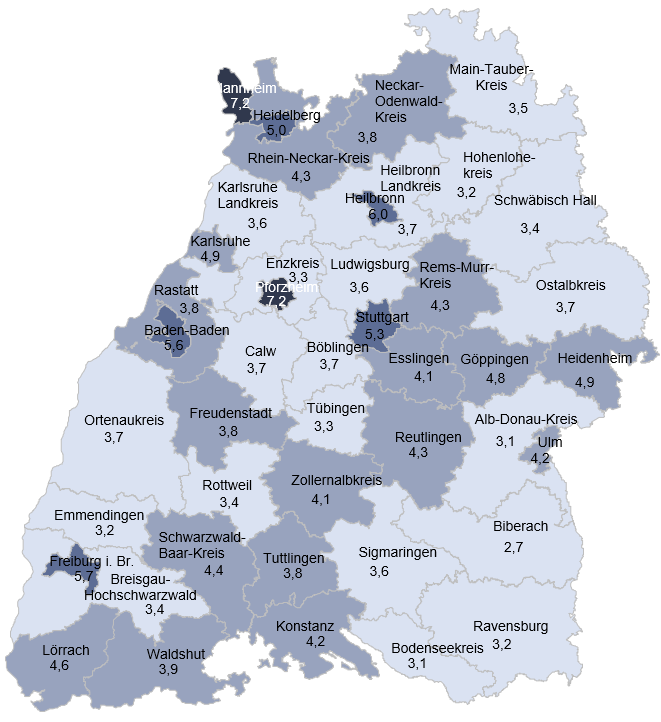 Main-Tauber-
Kreis
3,5
Neckar-
Odenwald-
Kreis
3,8
Mannheim
7,2
Heidelberg
5,0
Rhein-Neckar-Kreis
4,3
Hohenlohe-
kreis
3,2
Heilbronn
Landkreis
3,7
Karlsruhe
Landkreis
3,6
Heilbronn
6,0
Schwäbisch Hall
3,4
Karlsruhe
4,9
Enzkreis
3,3
Ludwigsburg
3,6
Rems-Murr-
Kreis
4,3
Pforzheim
7,2
Ostalbkreis
3,7
Rastatt
3,8
Baden-Baden
5,6
Stuttgart
5,3
Calw
3,7
Böblingen
3,7
Esslingen
4,1
Göppingen
4,8
Heidenheim
4,9
Ortenaukreis
3,7
Freudenstadt
3,8
Tübingen
3,3
Reutlingen
4,3
Alb-Donau-Kreis
3,1
Ulm
4,2
Rottweil
3,4
Zollernalbkreis
4,1
Emmendingen
3,2
Schwarzwald-
Baar-Kreis
4,4
Biberach
2,7
Freiburg i. Br.
5,7
Breisgau-
Hochschwarzwald
3,4
Tuttlingen
3,8
Sigmaringen
3,6
Lörrach
4,6
Waldshut
3,9
Konstanz
4,2
Bodenseekreis
3,1
Ravensburg
3,2